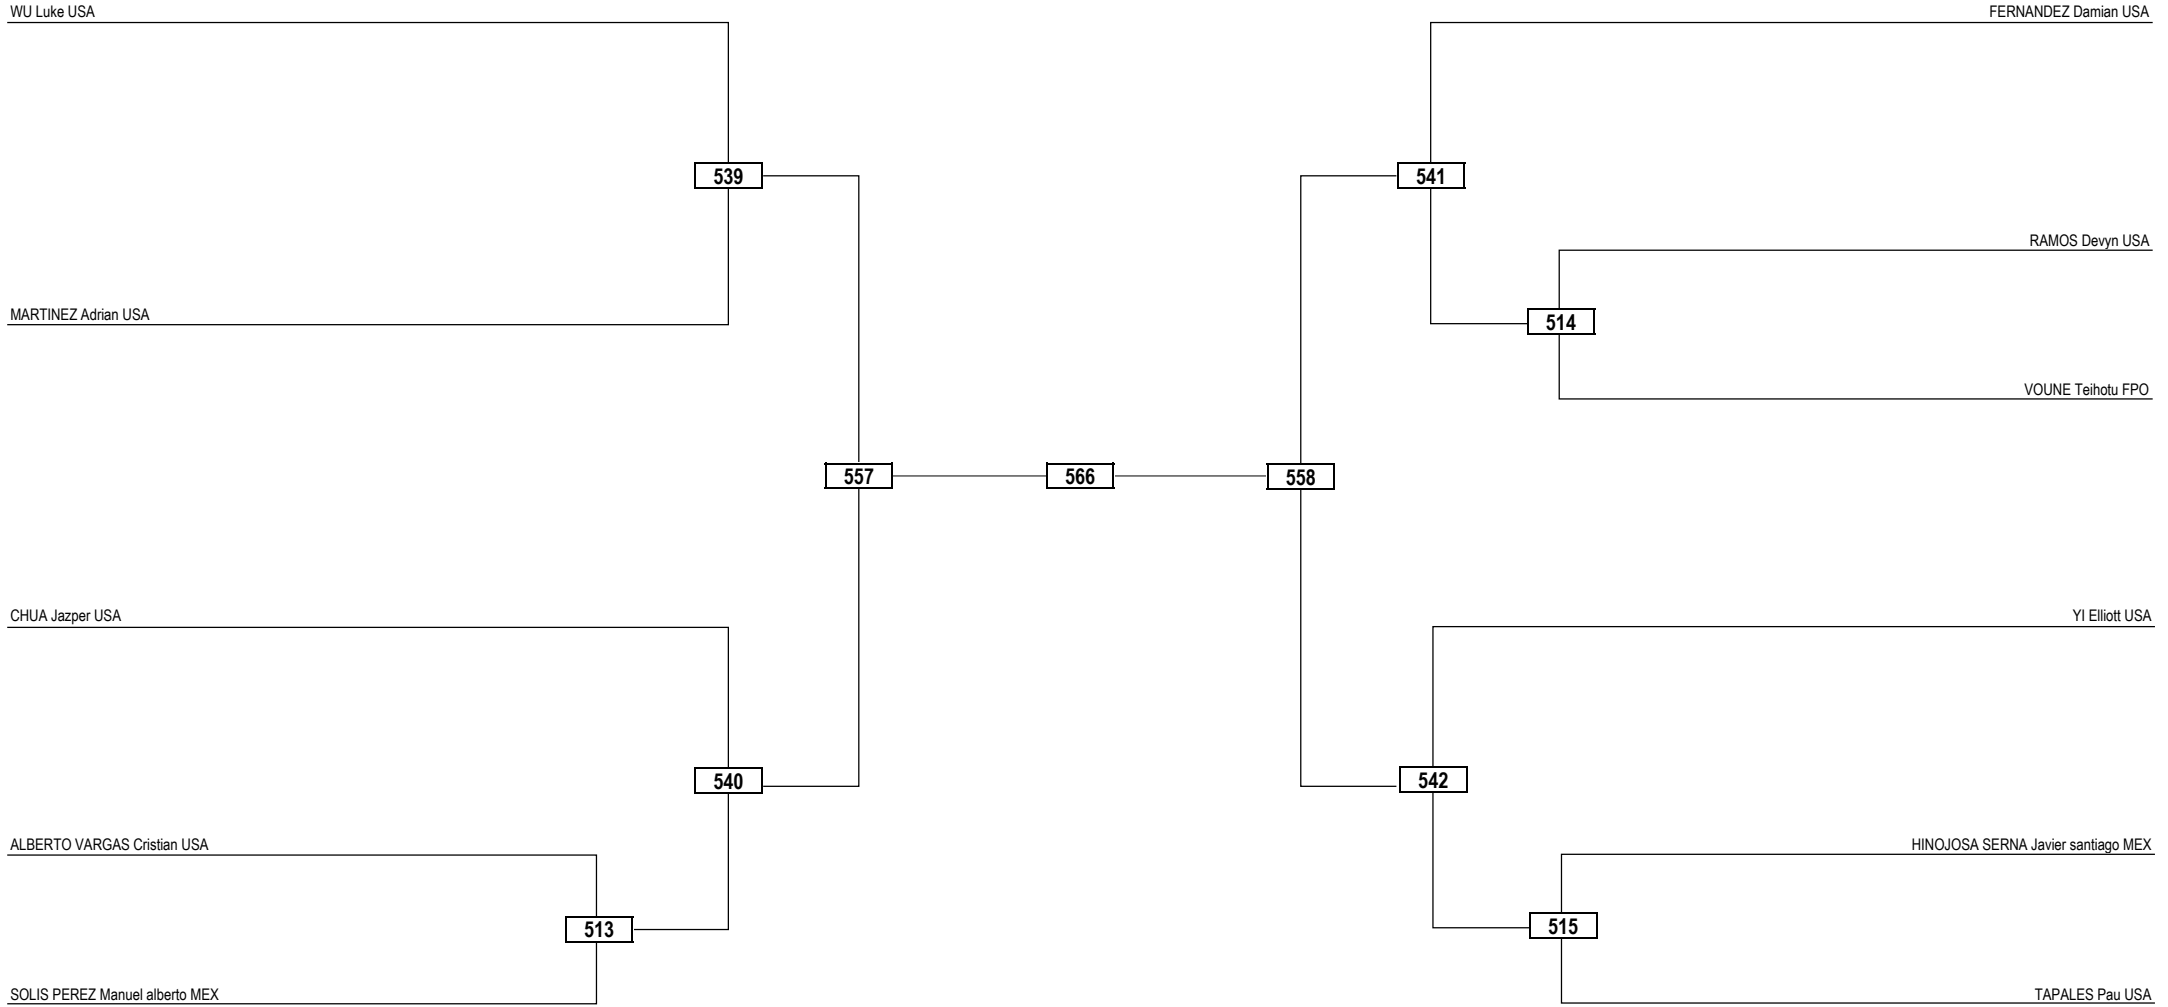 WU Luke USA
FERNANDEZ Damian USA
539
541
RAMOS Devyn USA
MARTINEZ Adrian USA
514
VOUNE Teihotu FPO
557
566
558
CHUA Jazper USA
YI Elliott USA
540
542
ALBERTO VARGAS Cristian USA
HINOJOSA SERNA Javier santiago MEX
513
515
SOLIS PEREZ Manuel alberto MEX
TAPALES Pau USA